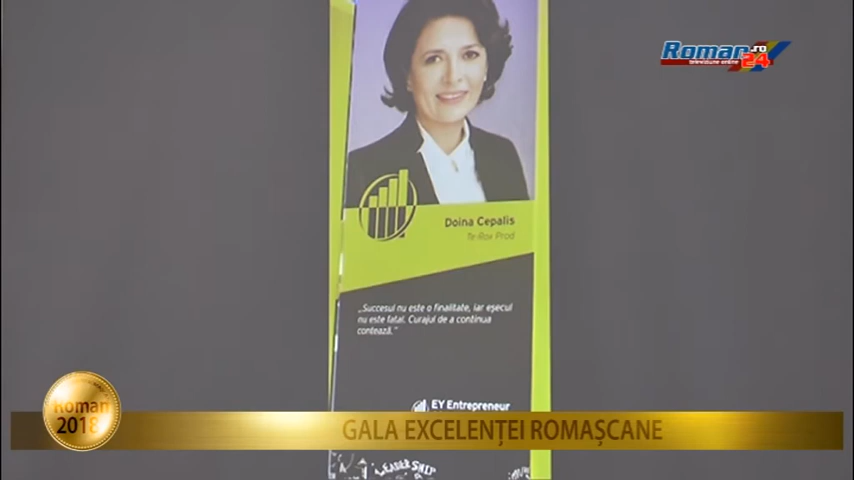 Roman.ro
televiziune online 24
Doina Cepalis
Te-Rox Prod
„Succesul nu este o finalitate, iar eșecul
nu este fatal. Curajul de a continua
contează.”
EY Entrepreneur
Roman
2018
GALA EXCELENȚEI ROMAȘCANE
LEADERSHIP